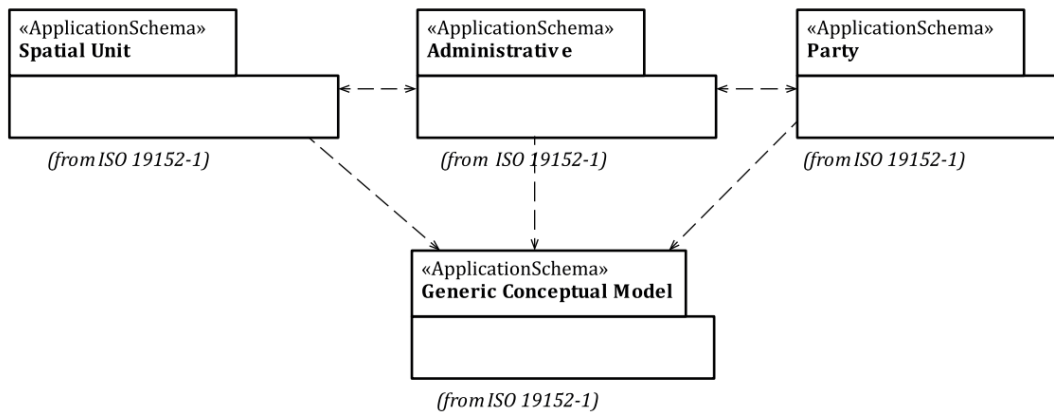 «ApplicationSchema»
Spatial Unit
(from ISO 19152-1)
«ApplicationSchema»
Administrative
(from ISO 19152-1)
«ApplicationSchema»
Party
(from ISO 19152-1)
«ApplicationSchema»
Generic Conceptual Model
(from ISO 19152-1)